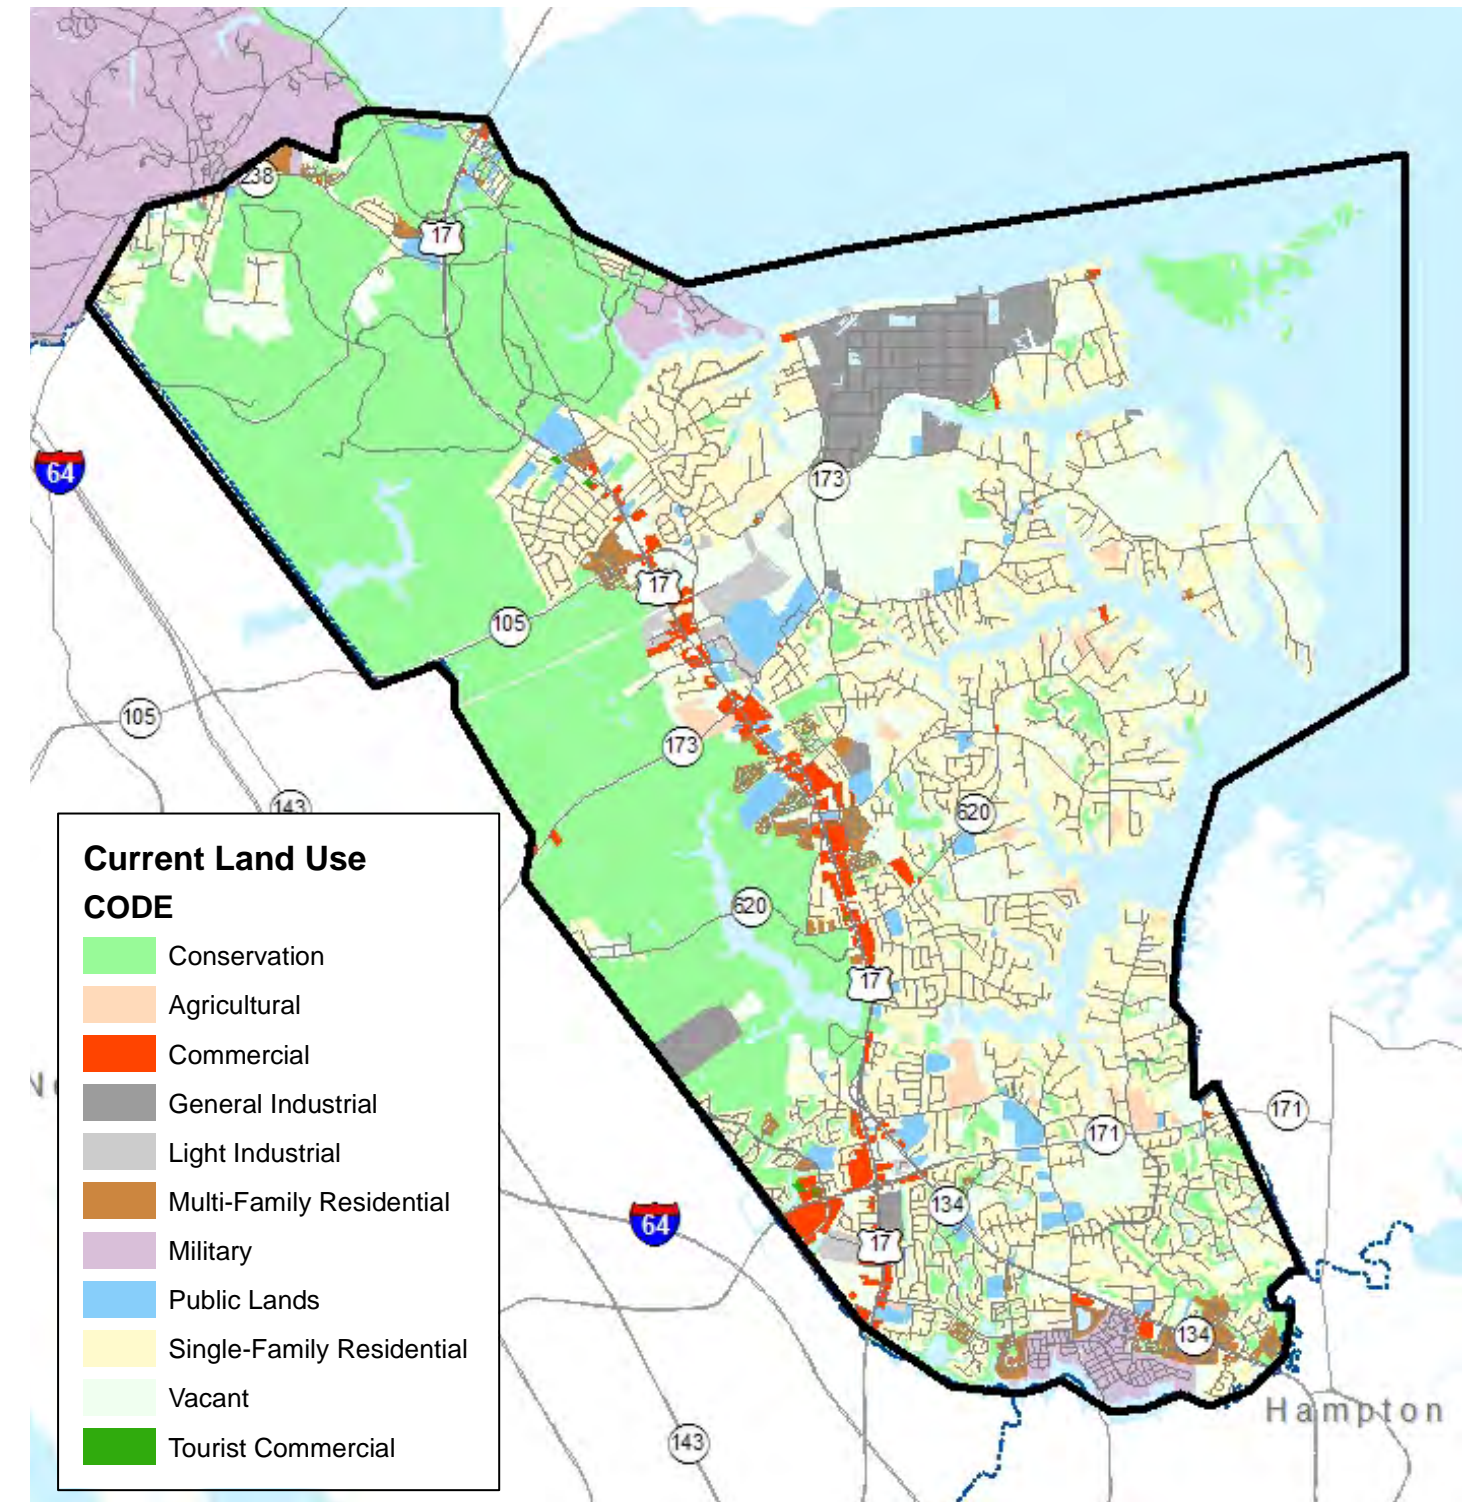 238
17
64
173
17
105
105
173
143
620
620
17
171
171
134
64
17
134
Hampton
143
Current Land Use
CODE
Conservation
Agricultural
Commercial
General Industrial
Light Industrial
Multi-Family Residential
Military
Public Lands
Single-Family Residential
Vacant
Tourist Commercial